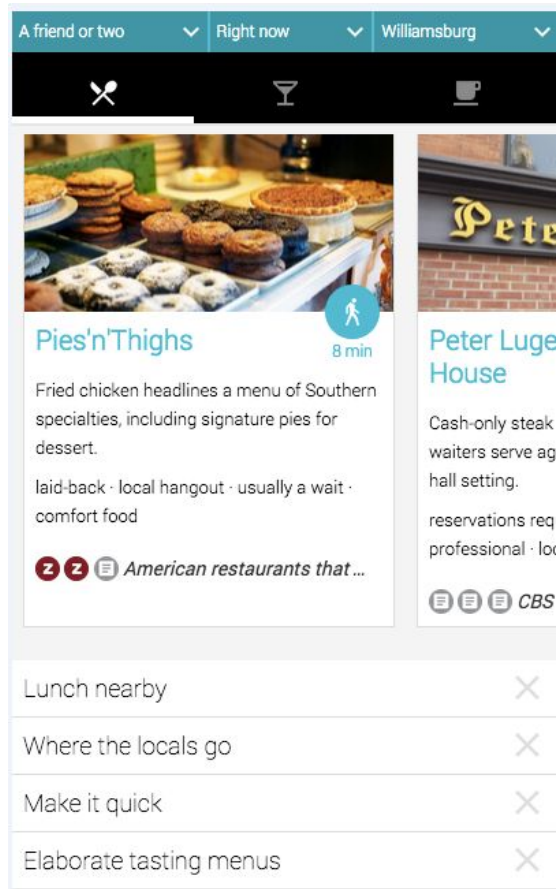 A friend or two
Right now
Williamsburg
Pete
Pies'n'Thighs
8 min
Fried chicken headlines a menu of Southern
specialties, including signature pies for
dessert.
laid-back · local hangout · usually a wait ·
comfort food
z z American restaurants that ...
Peter Luge
House
Cash-only steak
waiters serve ag
hall setting.
reservations req
professional · loc
CBS
Lunch nearby
Where the locals go
Make it quick
Elaborate tasting menus